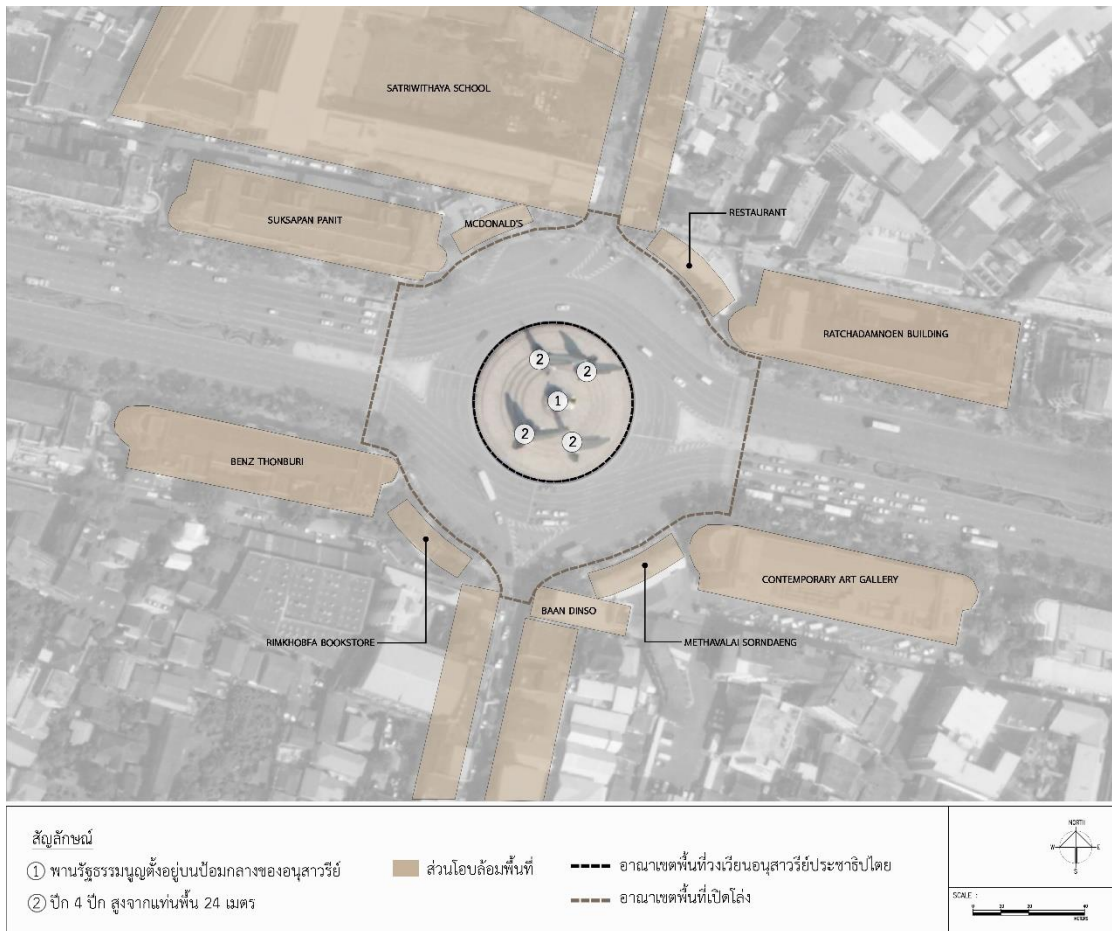 SATRIWITHAYA SCHOOL
SUKSAPAN PANIT
MCDONALD'S
RESTAURANT
RATCHADAMNOEN BUILDING
2
2
1
2
2
BENZ THONBURI
CONTEMPORARY ART GALLERY
BAAN DINSO
RIMKHOBFA BOOKSTORE
METHAVALAI SORNDAENG
สัญลักษณ์
1 พานรัฐธรรมนูญตั้งอยู่บนป้อมกลางของอนุสาวรีย์
2 ปีก 4 ปีก สูงจากแท่นพื้น 24 เมตร
ส่วนโอบล้อมพื้นที่
อาณาเขตพื้นที่วงเวียนอนุสาวรีย์ประชาธิปไตย
อาณาเขตพื้นที่เปิดโล่ง
NORTH
W E
S
SCALE :